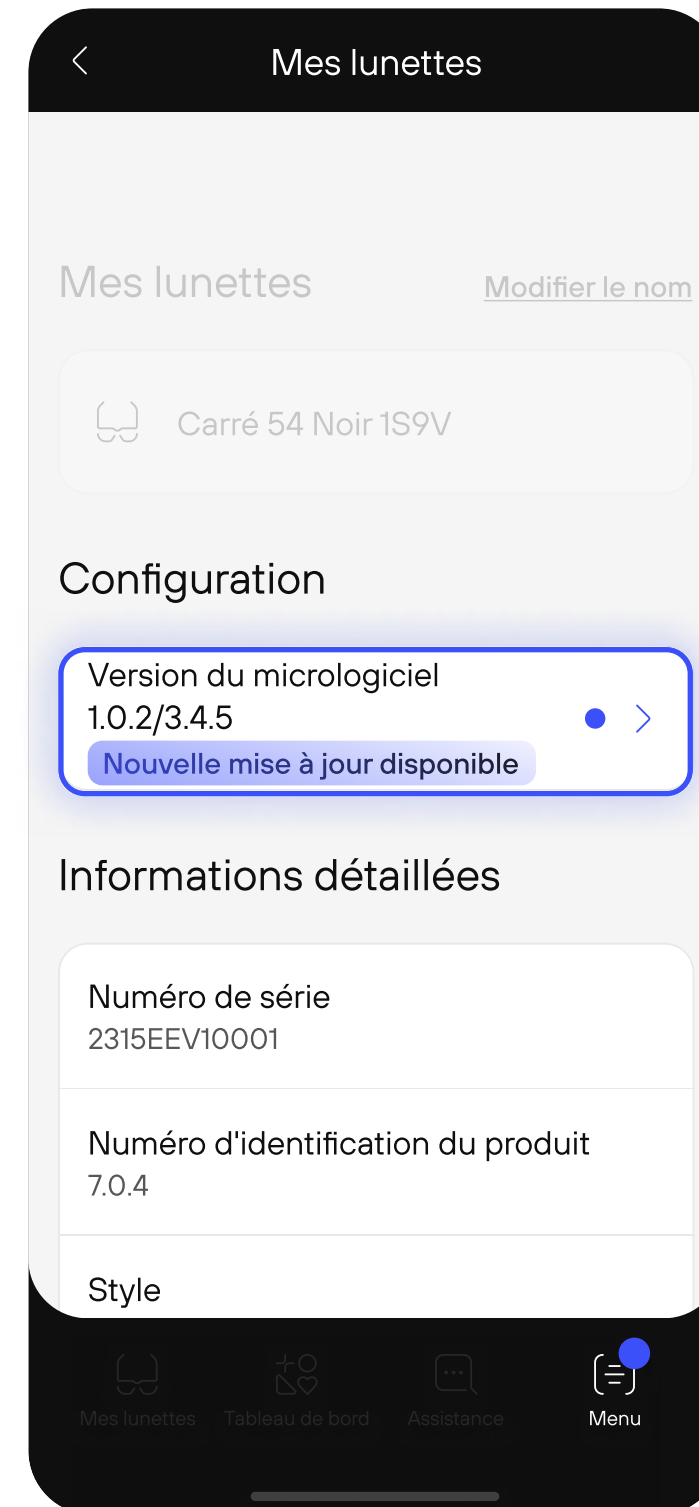 Mes lunettes
Mes lunettes
Modifier le nom
Carré 54 Noir 1S9V
Configuration
Version du micrologiciel
1.0.2/3.4.5
Nouvelle mise à jour disponible
Informations détaillées
Numéro de série
2315EEV10001
Numéro d'identification du produit
7.0.4
Style
Mes lunettes
Tableau de bord
Assistance
Menu